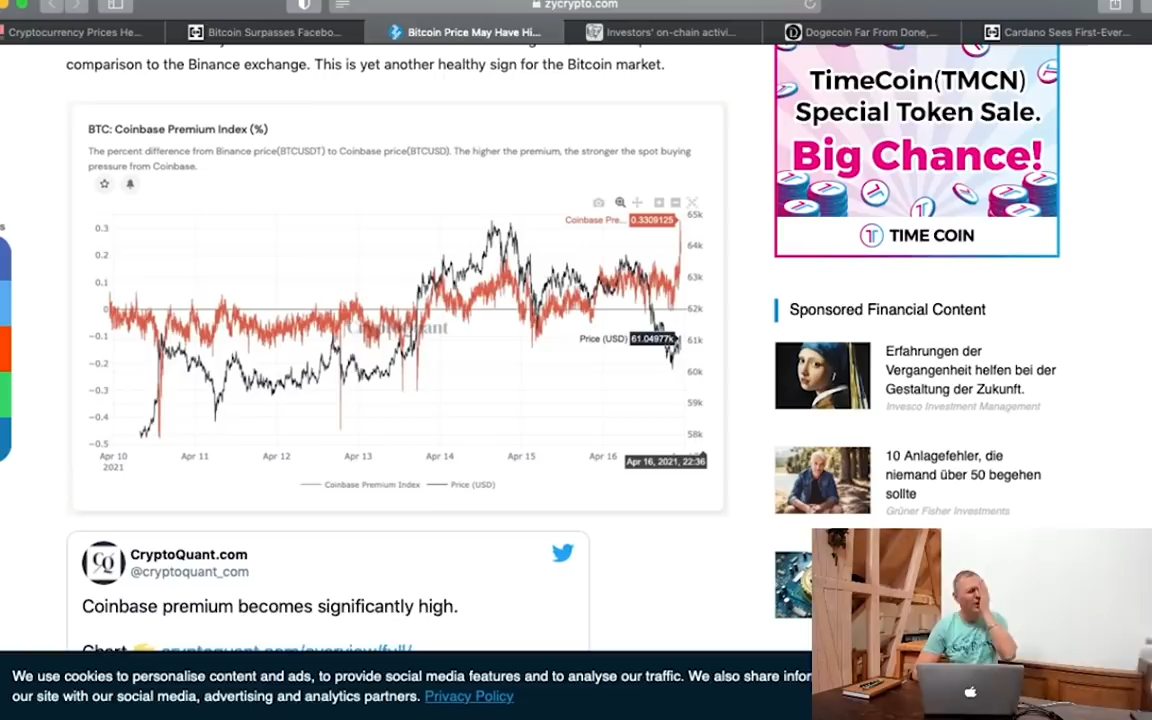 zycrypto.com
Cryptocurrency Prices He...
Bitcoin Surpasses Facebo...
Bitcoin Price May Have Hi...
Investors' on-chain activi...
Dogecoin Far From Done,...
Cardano Sees First-Ever...
comparison to the Binance exchange. This is yet another healthy sign for the Bitcoin market.
BTC: Coinbase Premium Index (%)
The percent difference from Binance price(BTCUSDT) to Coinbase price(BTCUSD). The higher the premium, the stronger the spot buying
pressure from Coinbase.
Coinbase Pre... 0.3309125
0.3
0.2
0.1
0
−0.1
−0.2
−0.3
−0.4
−0.5
65k
64k
63k
62k
61k
60k
59k
58k
CryptoQuant
Price (USD) 61.04977k
Apr 10
2021
Apr 11
Apr 12
Apr 13
Apr 14
Apr 15
Apr 16
Apr 16, 2021, 22:36
Coinbase Premium Index
Price (USD)
CryptoQuant.com
@cryptoquant_com
Coinbase premium becomes significantly high.
Chart cryptoquant.com/overview/full/
TimeCoin(TMCN)
Special Token Sale.
Big Chance!
TIME COIN
Sponsored Financial Content
Erfahrungen der
Vergangenheit helfen bei der
Gestaltung der Zukunft.
Invesco Investment Management
10 Anlagefehler, die
niemand über 50 begehen
sollte
Grüner Fisher Investments
We use cookies to personalise content and ads, to provide social media features and to analyse our traffic. We also share infor
our site with our social media, advertising and analytics partners. Privacy Policy